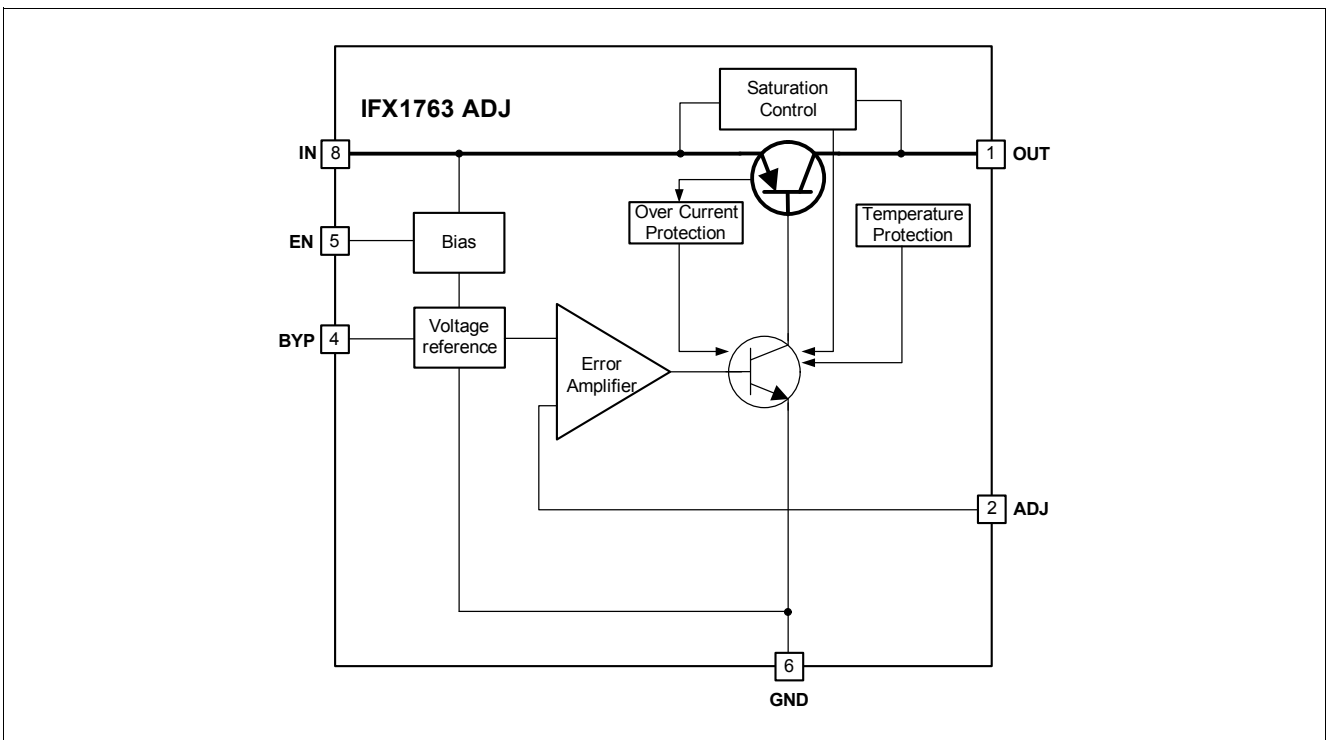 Saturation
Control
IFX1763 ADJ
IN 8
1 OUT
Over Current
Protection
Temperature
Protection
EN 5
Bias
BYP 4
Voltage
reference
Error
Amplifier
2 ADJ
6
GND